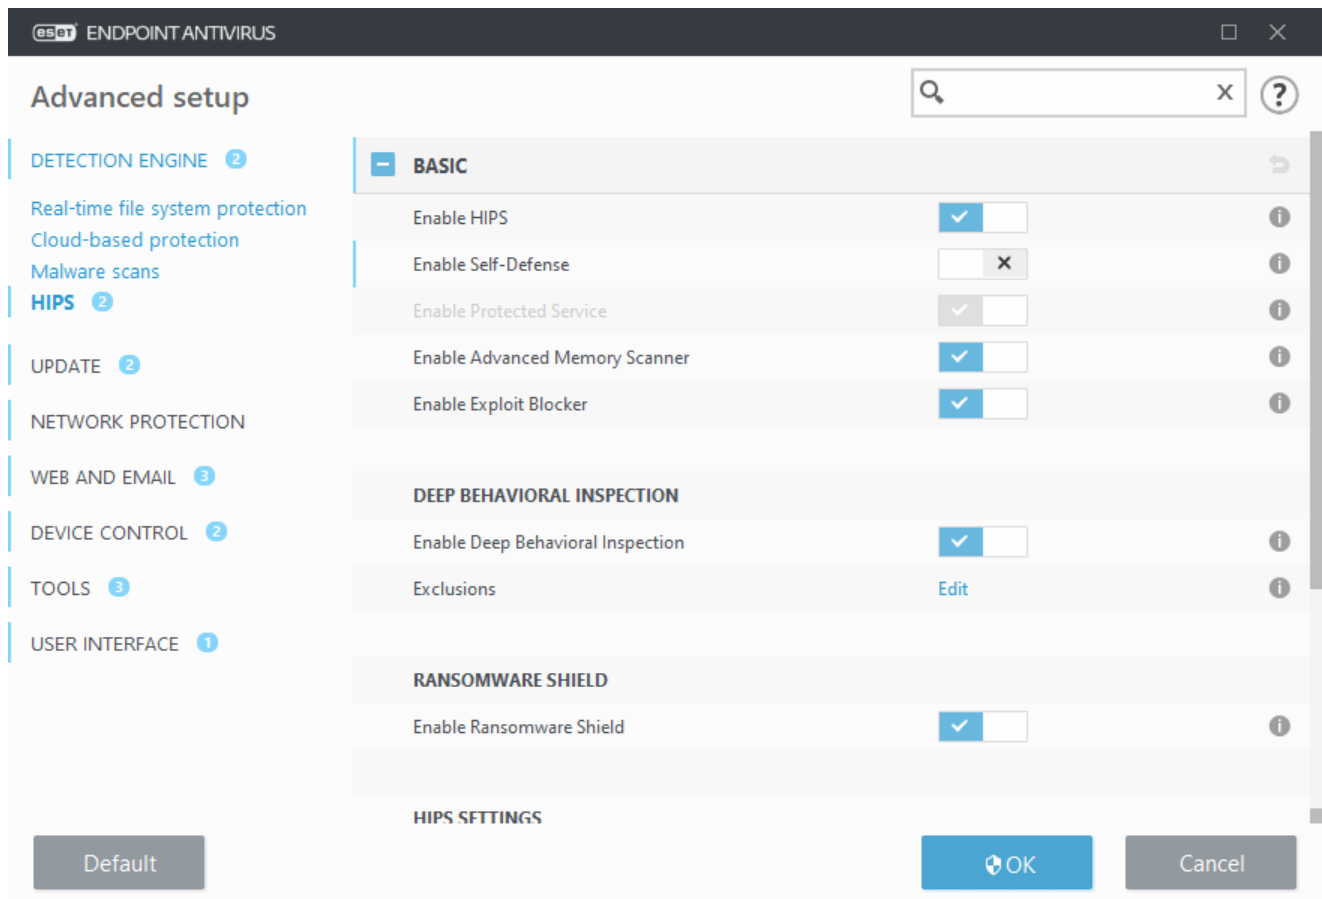 eset ENDPOINT ANTIVIRUS
Advanced setup
x
?
DETECTION ENGINE 2
Real-time file system protection
Cloud-based protection
Malware scans
HIPS 2
UPDATE 2
NETWORK PROTECTION
WEB AND EMAIL 3
DEVICE CONTROL 2
TOOLS 3
USER INTERFACE 1
BASIC
Enable HIPS
Enable Self-Defense
Enable Protected Service
Enable Advanced Memory Scanner
Enable Exploit Blocker
DEEP BEHAVIORAL INSPECTION
Enable Deep Behavioral Inspection
Exclusions Edit
RANSOMWARE SHIELD
Enable Ransomware Shield
HIPS SETTINGS
Default
OK
Cancel